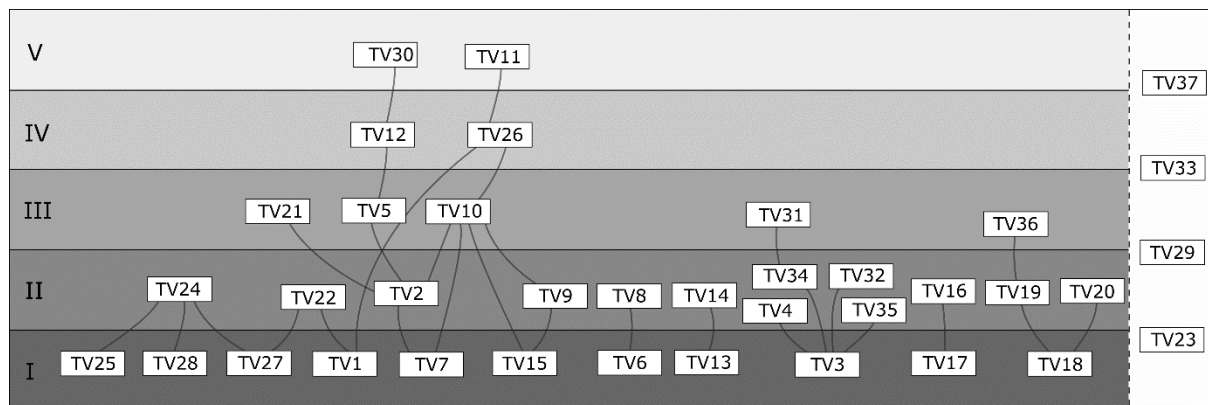 V TV30 TV11
TV37
IV TV12 TV26
TV33
III TV21 TV5 TV10 TV31 TV36
TV29
TV34 TV32
II TV24 TV22 TV2 TV9 TV8 TV14 TV16 TV19 TV20
TV4 TV35
TV23
I TV25 TV28 TV27 TV1 TV7 TV15 TV6 TV13 TV3 TV17 TV18